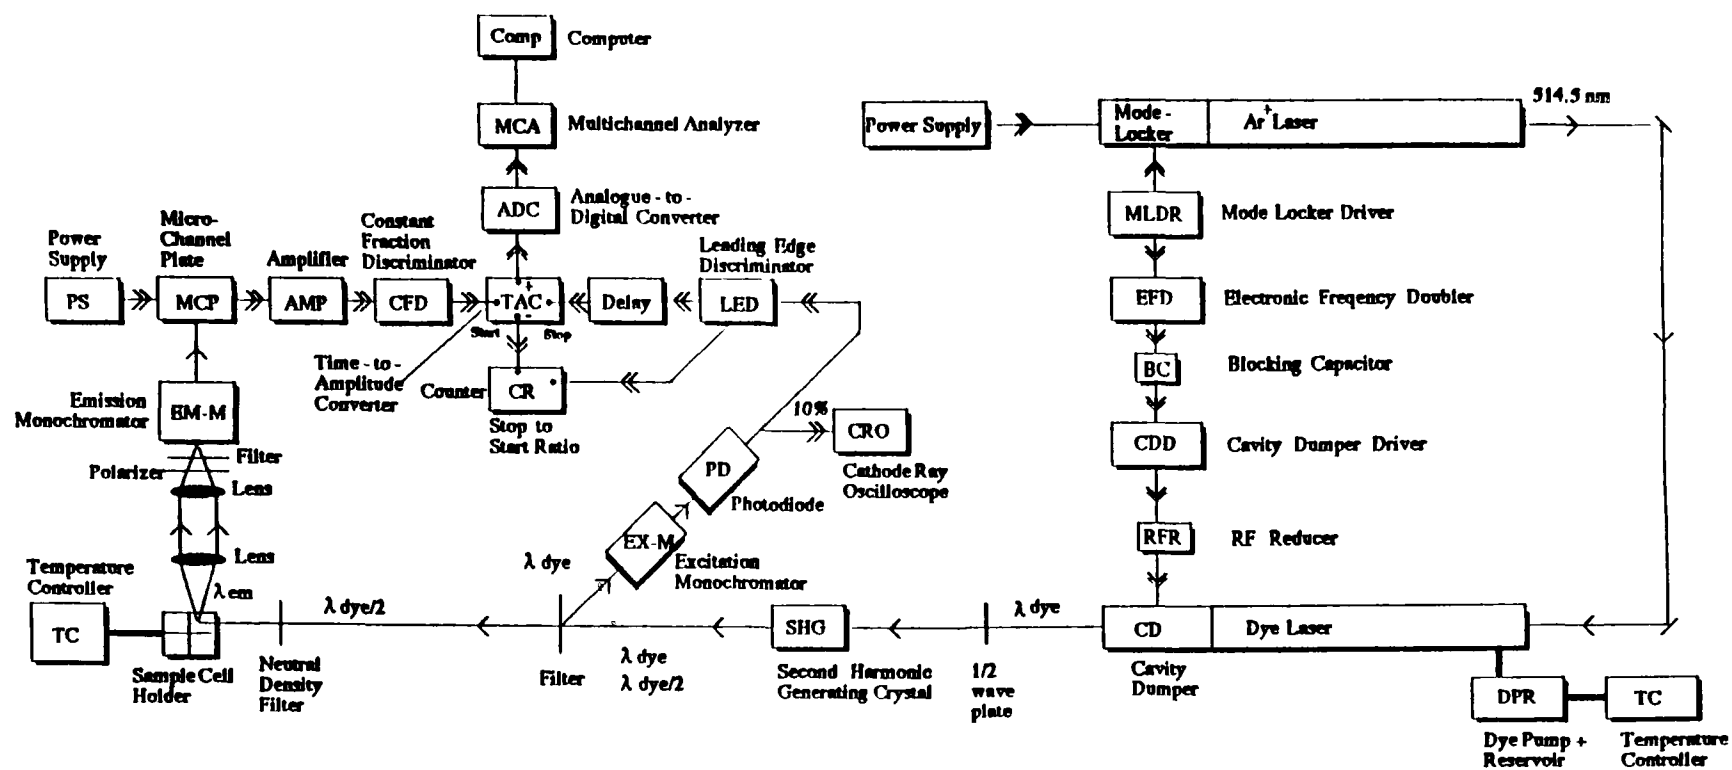 Comp Computer
514.5 nm
MCA Multichannel Analyzer
Power Supply
Mode-
Locker
Ar+ Laser
ADC
Analogue - to -
Digital Converter
MLDR Mode Locker Driver
Power
Supply
Micro-
Channel
Plate
Amplifier
Constant
Fraction
Discriminator
Leading Edge
Discriminator
PS
MCP
AMP
CFD
+
TAC
-
Delay
LED
EFD Electronic Freqency Doubler
Start
Stop
Time - to -
Amplitude
Converter
Counter
CR
Stop to
Start Ratio
BC Blocking Capacitor
Emission
Monochromator
EM-M
10%
CRO
Cathode Ray
Oscilloscope
CDD Cavity Dumper Driver
Filter
Polarizer
Lens
PD
Photodiode
RFR RF Reducer
Lens
EX-M
Excitation
Monochromator
λ dye
Temperature
Controller
λ em
TC
Sample Cell
Holder
λ dye/2
Neutral
Density
Filter
Filter
λ dye
λ dye/2
SHG
Second Harmonic
Generating Crystal
λ dye
1/2
wave
plate
CD
Dye Laser
Cavity
Dumper
DPR
TC
Dye Pump +
Reservoir
Temperature
Controller